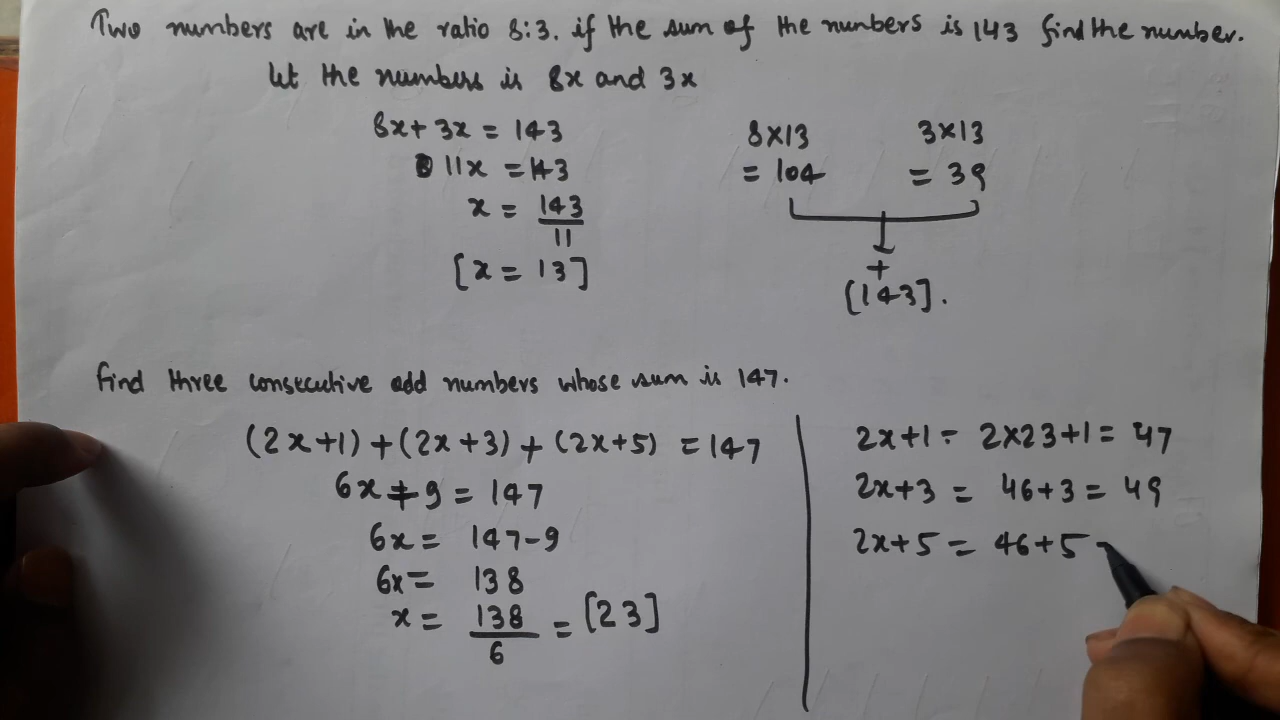 Two numbers are in the ratio 8:3. if the sum of the numbers is 143 find the number.
let the numbers is 8x and 3x
8x+3x = 143
11x = 143
x = 143/11
[x = 13]
8×13 3×13
= 104 = 39
+
[143].
find three consecutive odd numbers whose sum is 147.
(2x+1)+(2x+3)+(2x+5) = 147
6x+9 = 147
6x = 147-9
6x = 138
x = 138/6 = [23]
2x+1 = 2×23+1 = 47
2x+3 = 46+3 = 49
2x+5 = 46+5 -